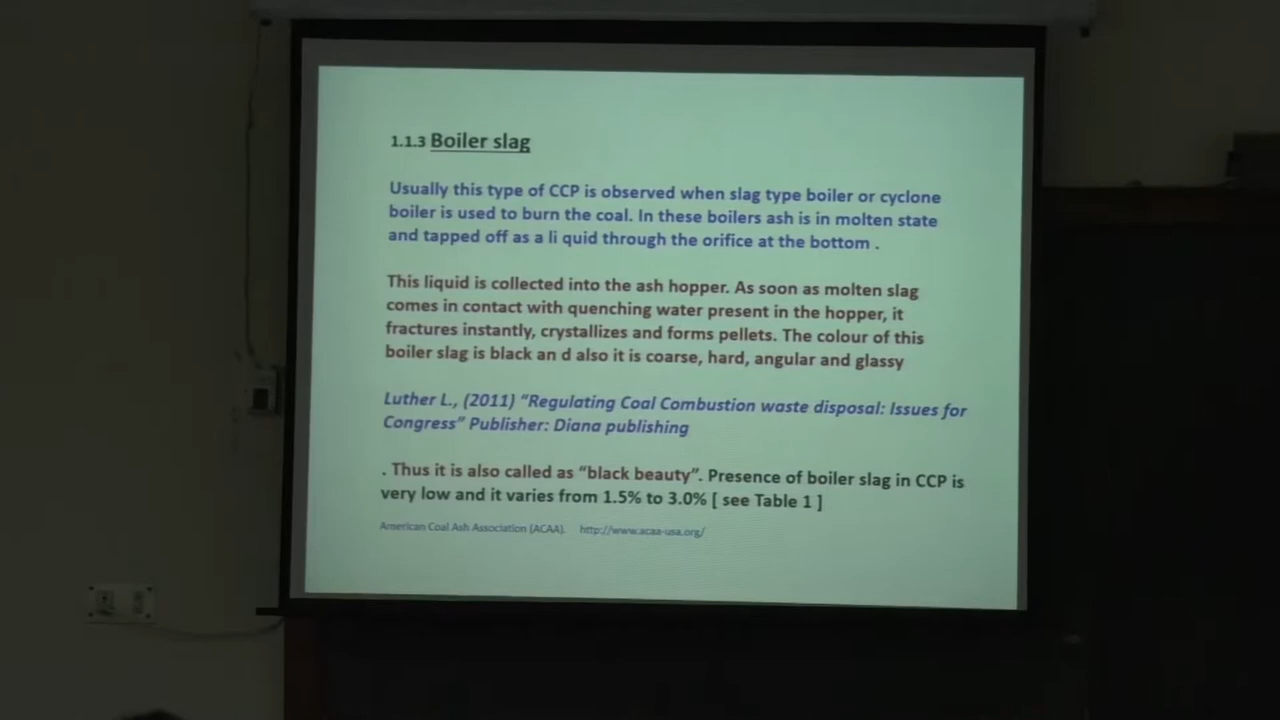 1.1.3 Boiler slag
Usually this type of CCP is observed when slag type boiler or cyclone
boiler is used to burn the coal. In these boilers ash is in molten state
and tapped off as a li quid through the orifice at the bottom .
This liquid is collected into the ash hopper. As soon as molten slag
comes in contact with quenching water present in the hopper, it
fractures instantly, crystallizes and forms pellets. The colour of this
boiler slag is black an d also it is coarse, hard, angular and glassy
Luther L., (2011) “Regulating Coal Combustion waste disposal: Issues for
Congress” Publisher: Diana publishing
. Thus it is also called as “black beauty”. Presence of boiler slag in CCP is
very low and it varies from 1.5% to 3.0% [ see Table 1 ]
American Coal Ash Association (ACAA). http://www.acaa-usa.org/